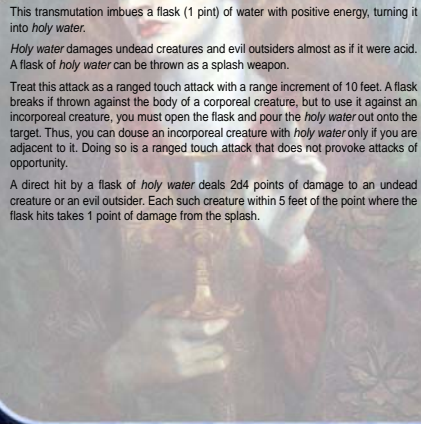 This transmutation imbues a flask (1 pint) of water with positive energy, turning it
into holy water.
Holy water damages undead creatures and evil outsiders almost as if it were acid.
A flask of holy water can be thrown as a splash weapon.
Treat this attack as a ranged touch attack with a range increment of 10 feet. A flask
breaks if thrown against the body of a corporeal creature, but to use it against an
incorporeal creature, you must open the flask and pour the holy water out onto the
target. Thus, you can douse an incorporeal creature with holy water only if you are
adjacent to it. Doing so is a ranged touch attack that does not provoke attacks of
opportunity.
A direct hit by a flask of holy water deals 2d4 points of damage to an undead
creature or an evil outsider. Each such creature within 5 feet of the point where the
flask hits takes 1 point of damage from the splash.